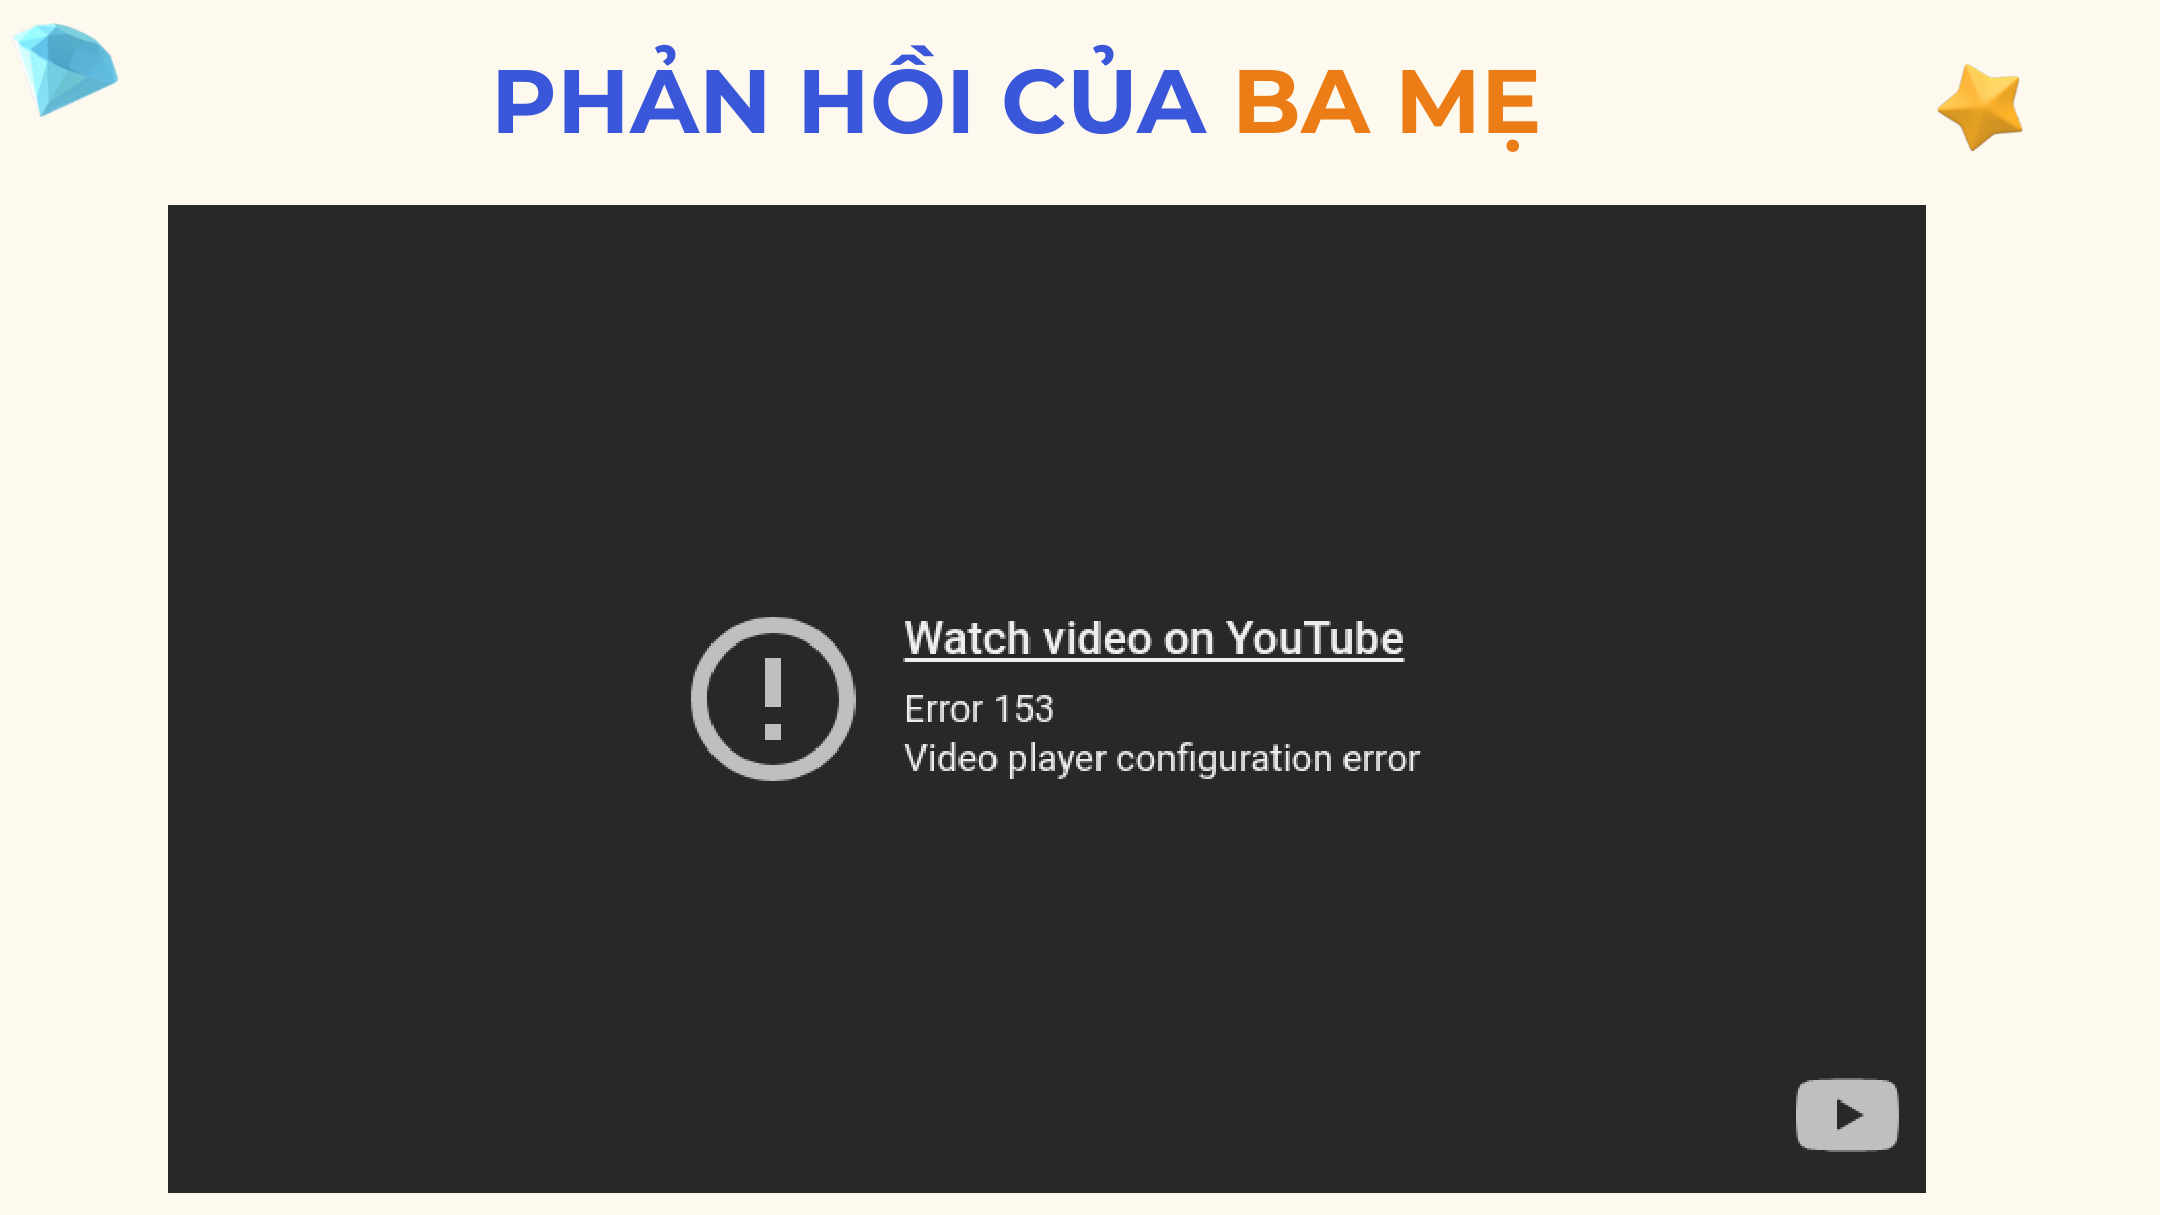 PHẢN HỒI CỦA BA MẸ
Watch video on YouTube
Error 153
Video player configuration error